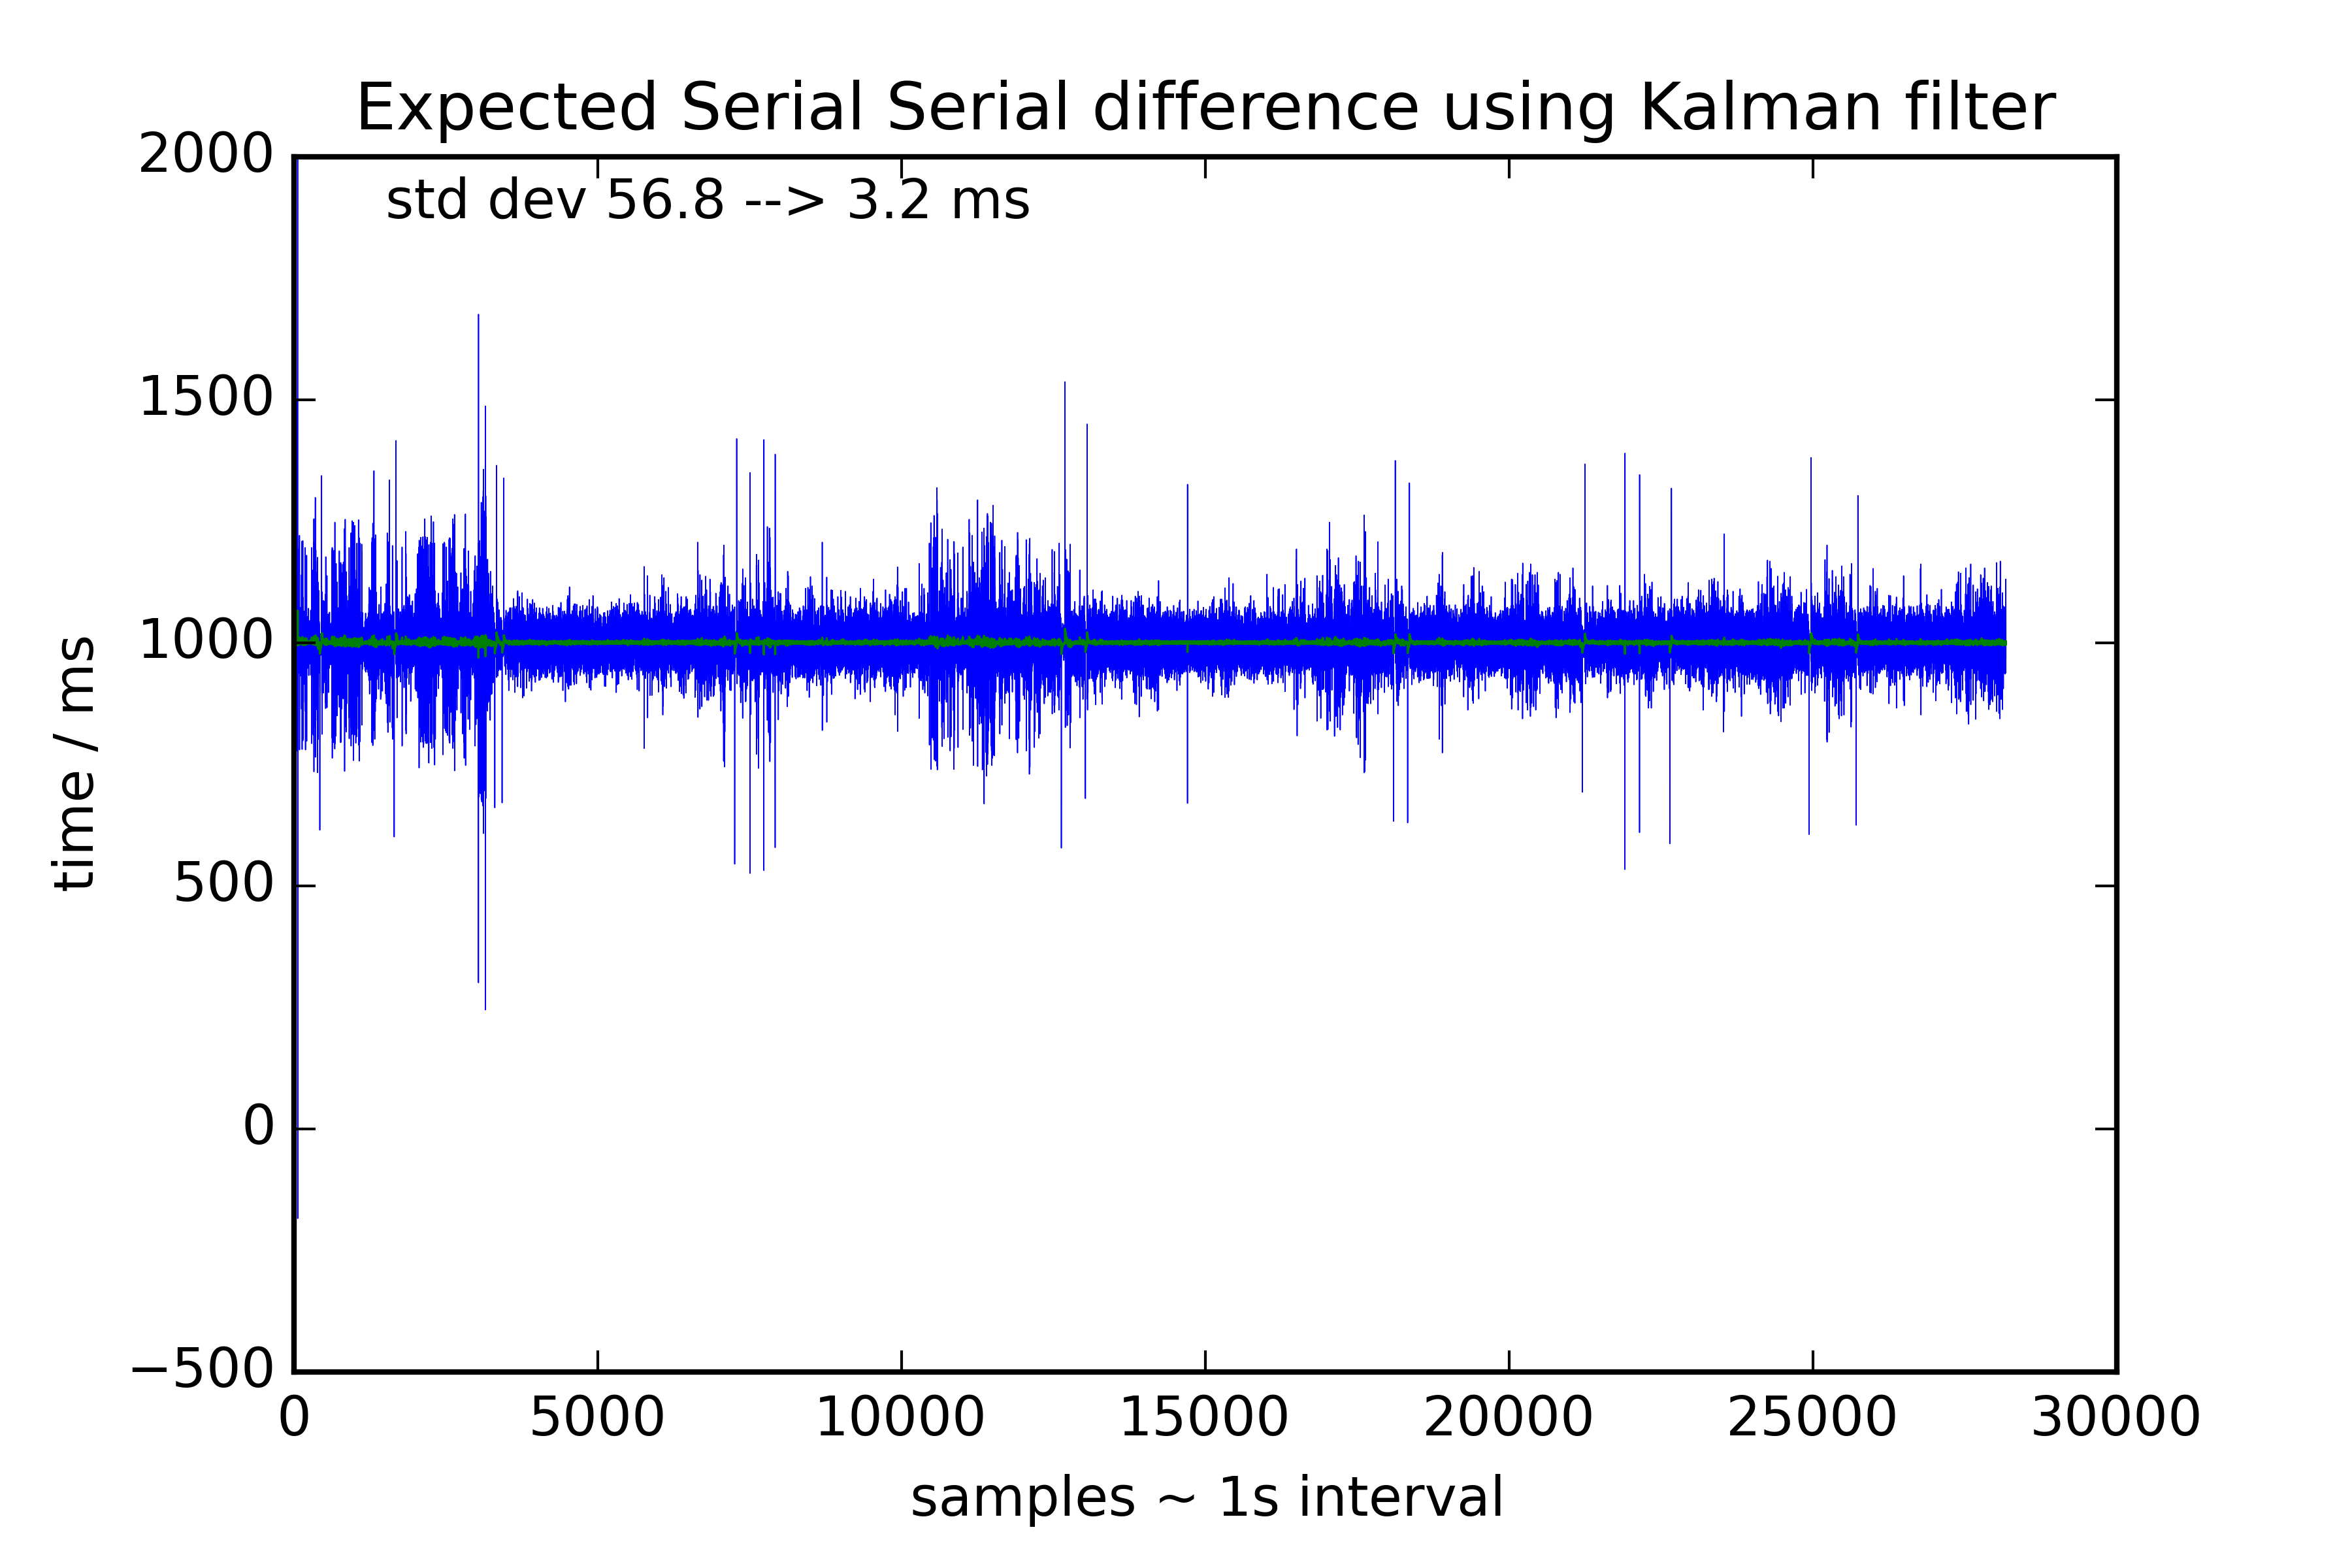 Expected Serial Serial difference using Kalman filter
std dev 56.8 --> 3.2 ms
2000
1500
1000
500
0
−500
time / ms
0 5000 10000 15000 20000 25000 30000
samples ~ 1s interval